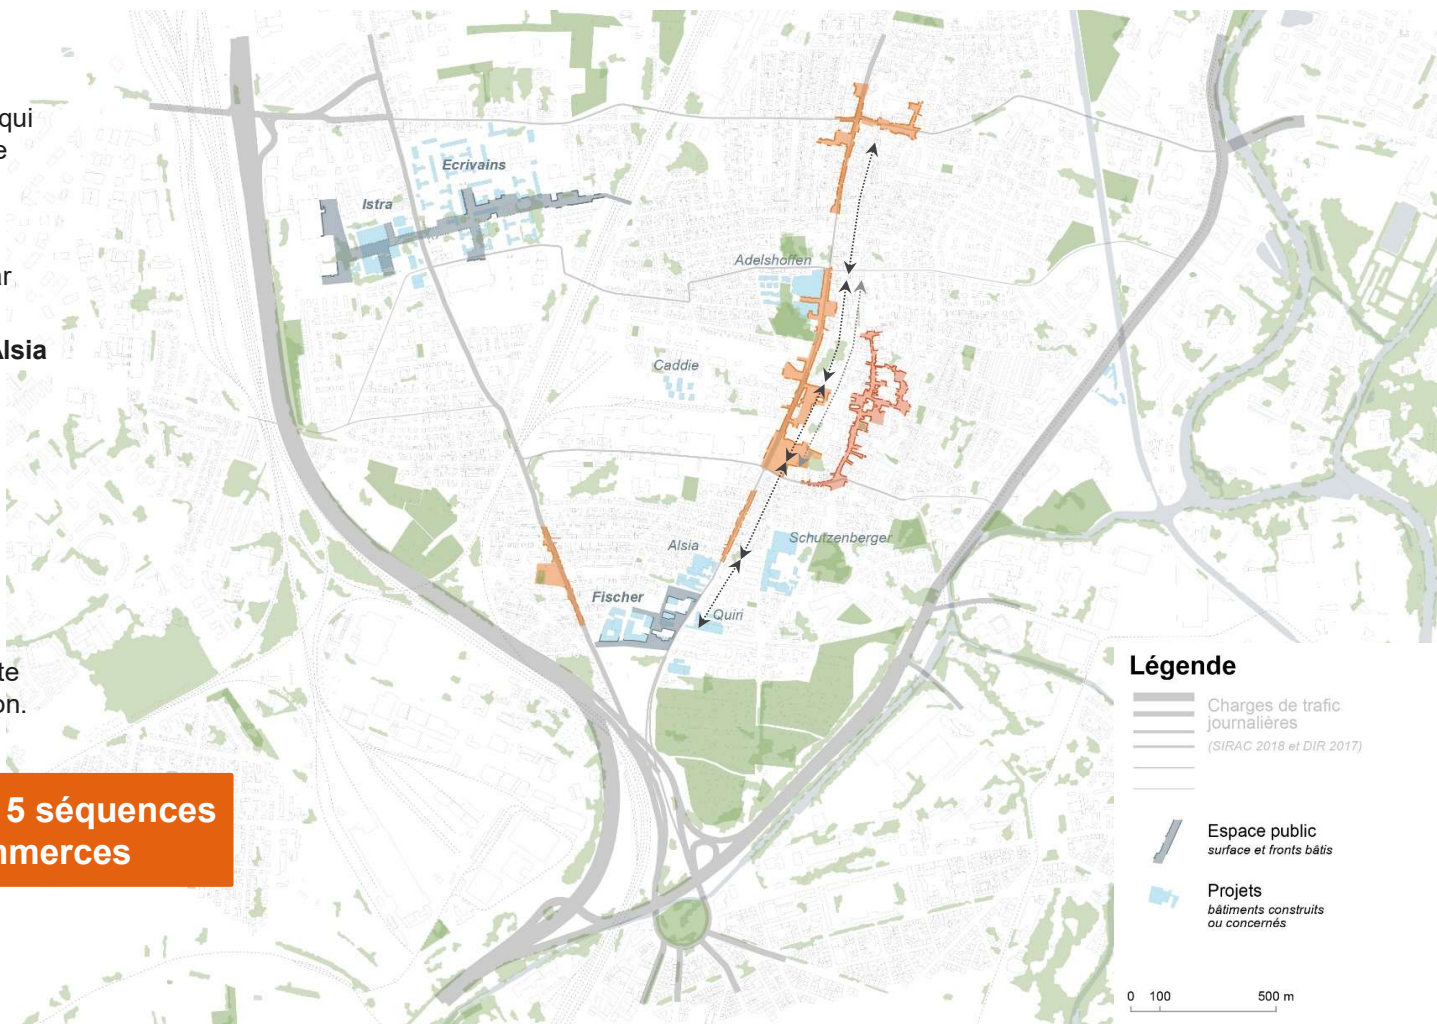 qui
e
ar
Alsia
te
on.
5 séquences
mmerces
Ecrivains
Istra
Adelshoffen
Caddie
Alsia
Schutzenberger
Fischer
Quiri
Légende
Charges de trafic
journalières
(SIRAC 2018 et DIR 2017)
Espace public
surface et fronts bâtis
Projets
bâtiments construits
ou concernés
0 100 500 m